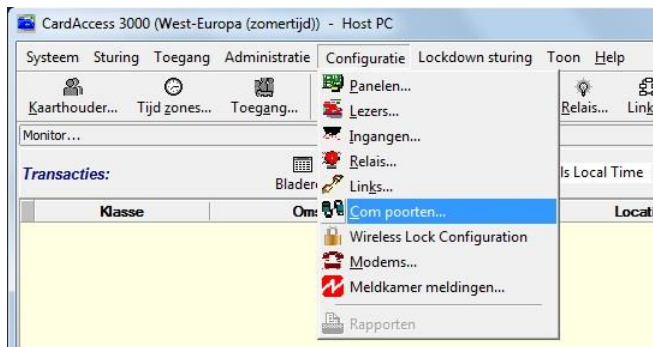 CardAccess 3000 (West-Europa (zomertijd)) - Host PC
Systeem Sturing Toegang Administratie Configuratie Lockdown sturing Toon Help
Kaarthouder... Tijd zones... Toegang... Relais...
Monitor...
Transacties:
ls Local Time
Klasse
Panelen...
Lezers...
Ingangen...
Relais...
Links...
Com poorten...
Wireless Lock Configuration
Modems...
Meldkamer meldingen...
Rapporten